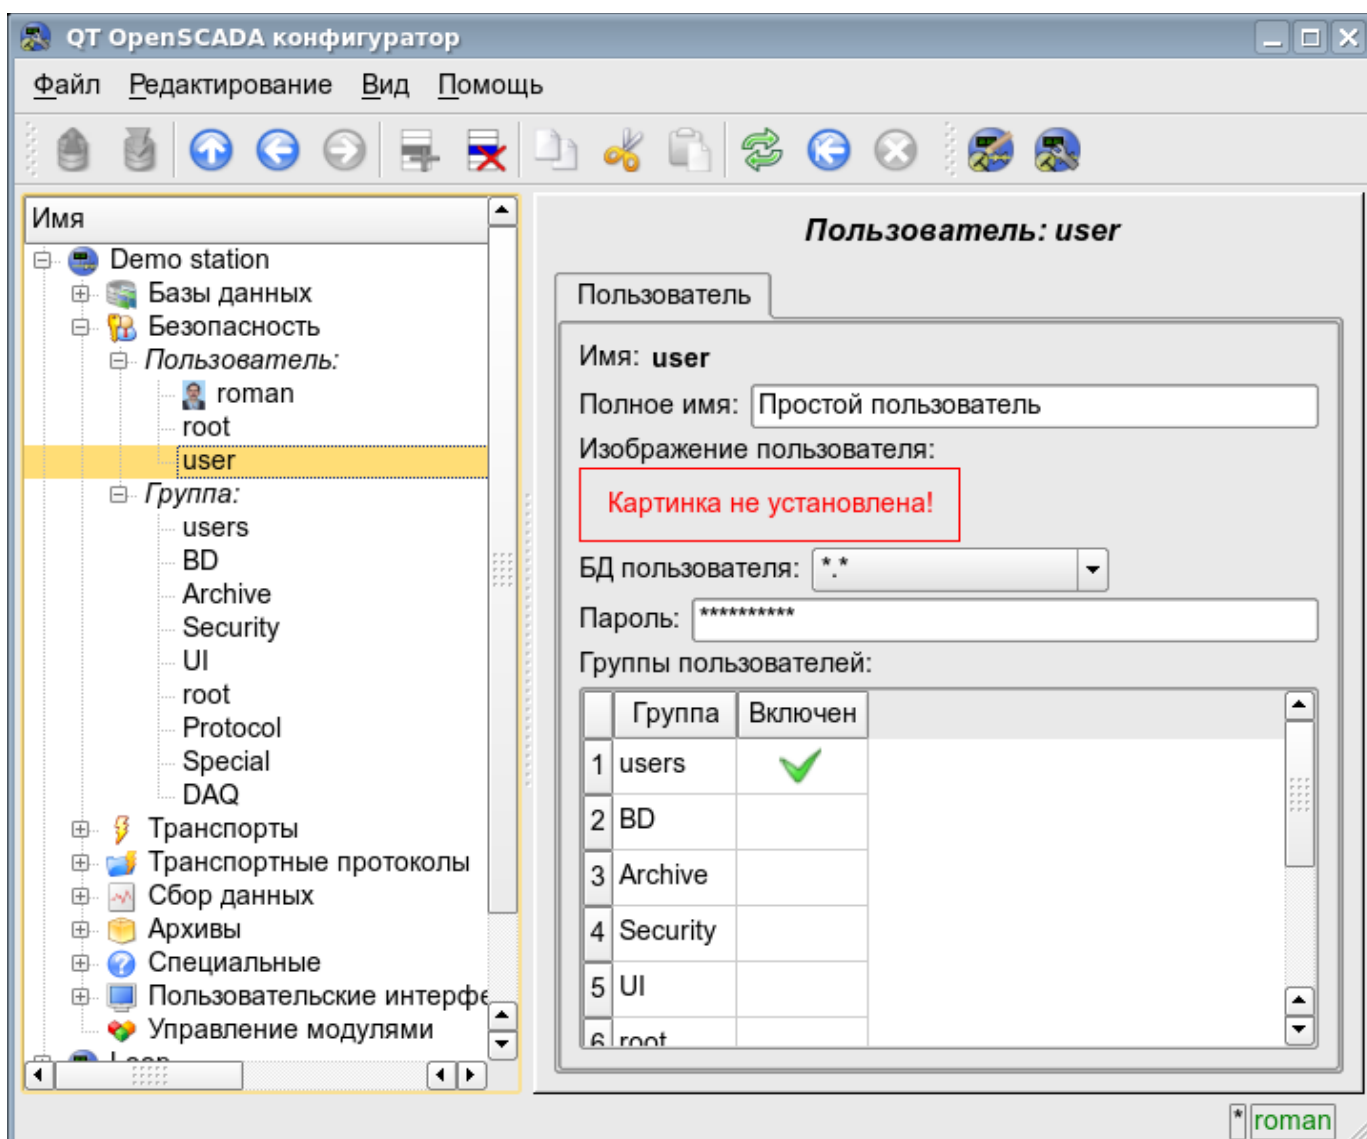 QT OpenSCADA конфигуратор
Файл Редактирование Вид Помощь
Имя
Demo station
Базы данных
Безопасность
Пользователь:
roman
root
user
Группа:
users
BD
Archive
Security
UI
root
Protocol
Special
DAQ
Транспорты
Транспортные протоколы
Сбор данных
Архивы
Специальные
Пользовательские интерфе
Управление модулями
Пользователь: user
Пользователь
Имя: user
Полное имя: Простой пользователь
Изображение пользователя:
Картинка не установлена!
БД пользователя: *.*
Пароль: **********
Группы пользователей:
Группа Включен
1 users
2 BD
3 Archive
4 Security
5 UI
6 root
* roman